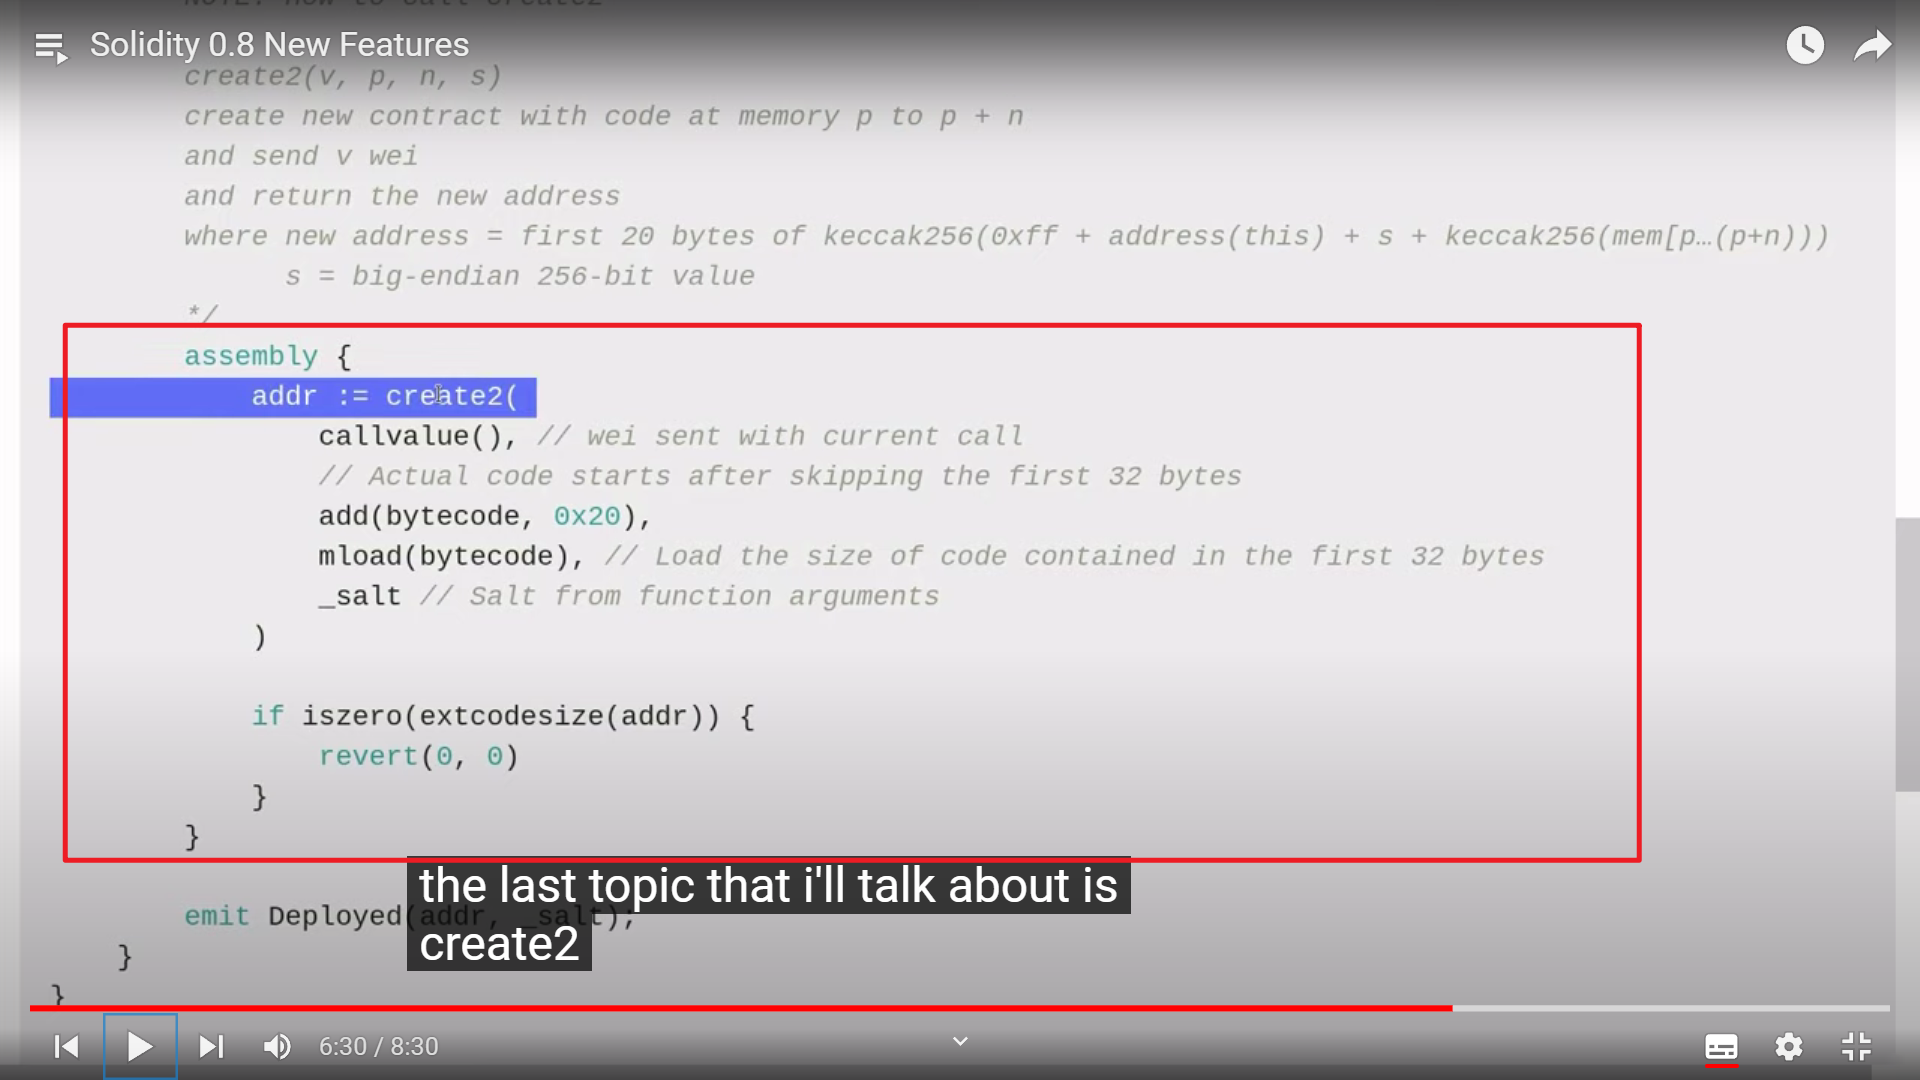 NOTE: how to call create2
Solidity 0.8 New Features
create2(v, p, n, s)
create new contract with code at memory p to p + n
and send v wei
and return the new address
where new address = first 20 bytes of keccak256(0xff + address(this) + s + keccak256(mem[p…(p+n)))
s = big-endian 256-bit value
*/
assembly {
addr := create2(
callvalue(), // wei sent with current call
// Actual code starts after skipping the first 32 bytes
add(bytecode, 0x20),
mload(bytecode), // Load the size of code contained in the first 32 bytes
_salt // Salt from function arguments
)
if iszero(extcodesize(addr)) {
revert(0, 0)
}
}
the last topic that i'll talk about is
emit Deployed(addr, _salt);
create2
}
}
6:30 / 8:30